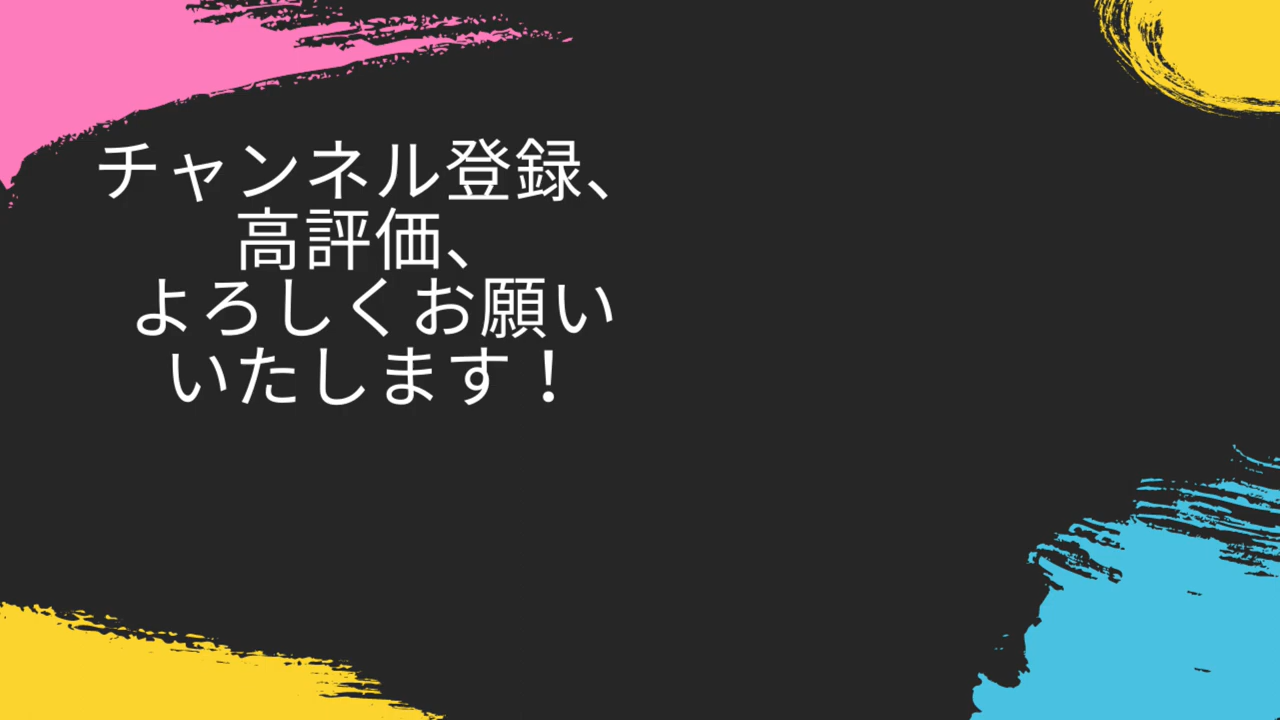 チャンネル登録、
高評価、
よろしくお願い
いたします！